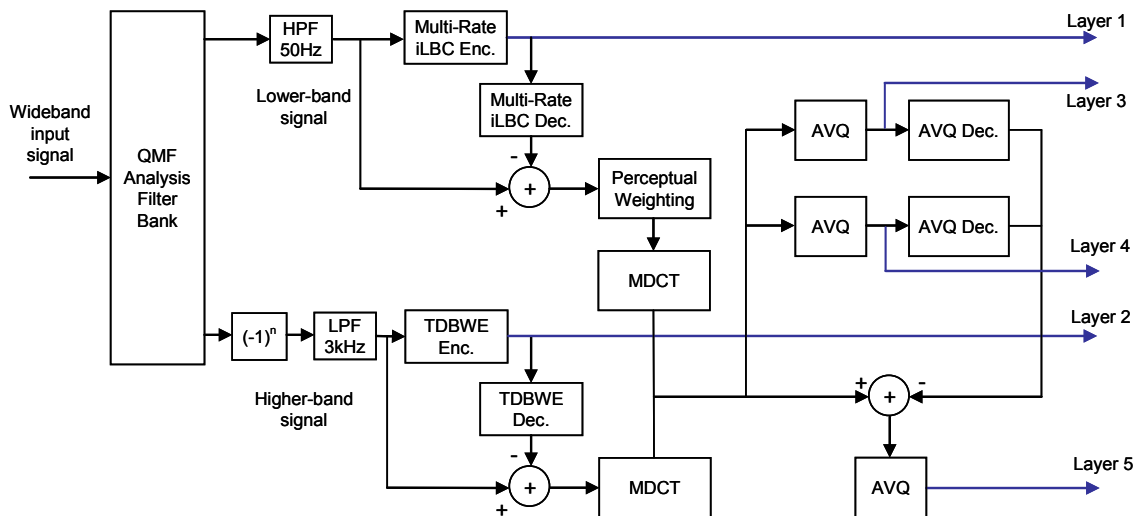 Wideband
input
signal
QMF
Analysis
Filter
Bank
HPF
50Hz
Lower-band
signal
Multi-Rate
iLBC Enc.
Layer 1
Multi-Rate
iLBC Dec.
-
+
+
Perceptual
Weighting
MDCT
AVQ
AVQ Dec.
Layer 3
AVQ
AVQ Dec.
Layer 4
(-1)ⁿ
LPF
3kHz
Higher-band
signal
TDBWE
Enc.
Layer 2
TDBWE
Dec.
-
+
+
MDCT
+
-
+
AVQ
Layer 5